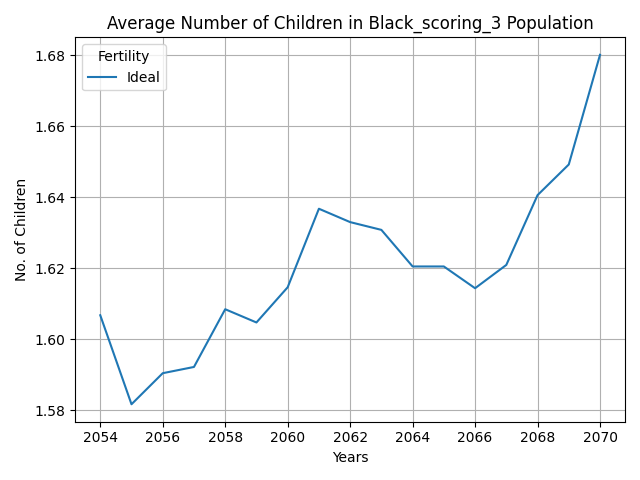 Average Number of Children in Black_scoring_3 Population
Fertility
Ideal
No. of Children
1.68
1.66
1.64
1.62
1.60
1.58
2054 2056 2058 2060 2062 2064 2066 2068 2070
Years